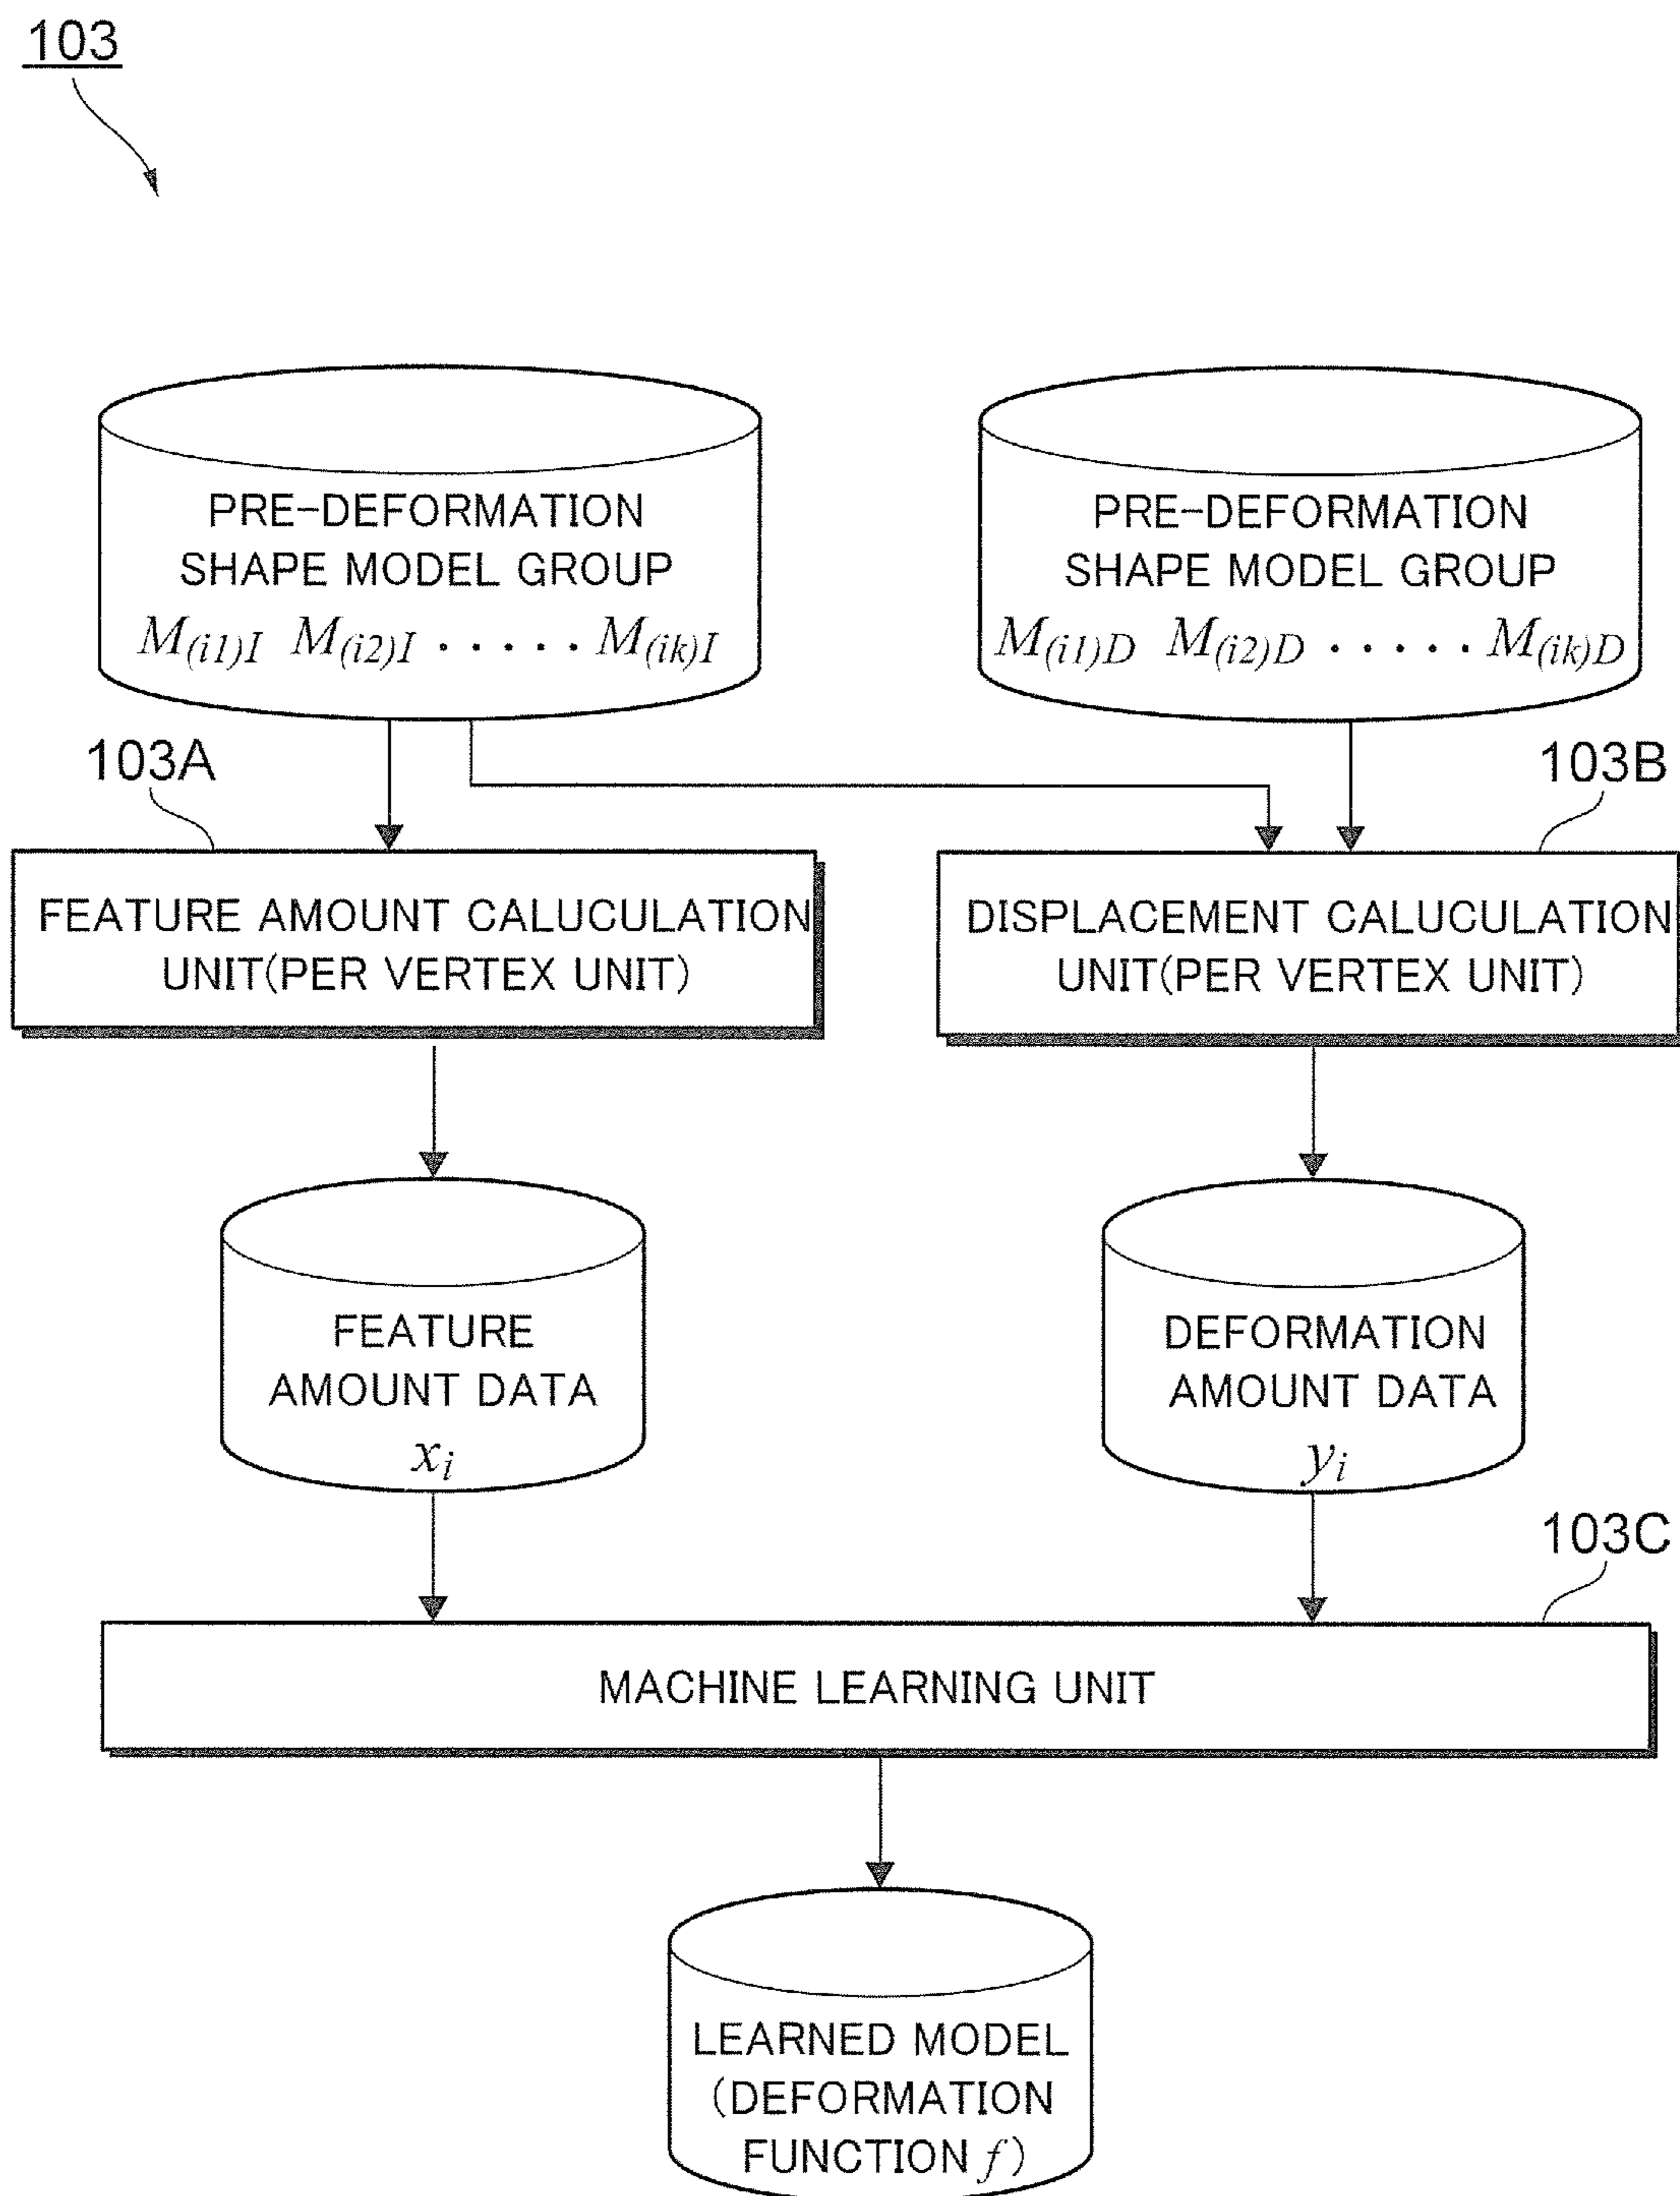 103
PRE-DEFORMATION
SHAPE MODEL GROUP
M(i1)I M(i2)I ····· M(ik)I
PRE-DEFORMATION
SHAPE MODEL GROUP
M(i1)D M(i2)D ····· M(ik)D
103A
103B
FEATURE AMOUNT CALUCULATION
UNIT(PER VERTEX UNIT)
DISPLACEMENT CALUCULATION
UNIT(PER VERTEX UNIT)
FEATURE
AMOUNT DATA
xi
DEFORMATION
AMOUNT DATA
yi
103C
MACHINE LEARNING UNIT
LEARNED MODEL
(DEFORMATION
FUNCTION f)